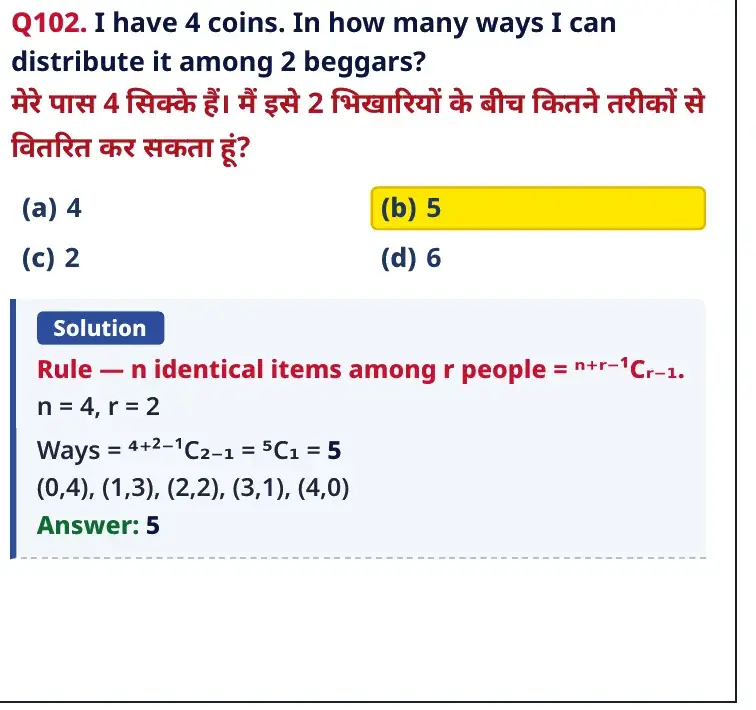 Q102. I have 4 coins. In how many ways I can
distribute it among 2 beggars?
मेरे पास 4 सिक्के हैं। मैं इसे 2 भिखारियों के बीच कितने तरीकों से
वितरित कर सकता हूं?
(a) 4
(b) 5
(c) 2
(d) 6
Solution
Rule — n identical items among r people = ⁿ⁺ʳ⁻¹Cᵣ₋₁.
n = 4, r = 2
Ways = ⁴⁺²⁻¹C₂₋₁ = ⁵C₁ = 5
(0,4), (1,3), (2,2), (3,1), (4,0)
Answer: 5